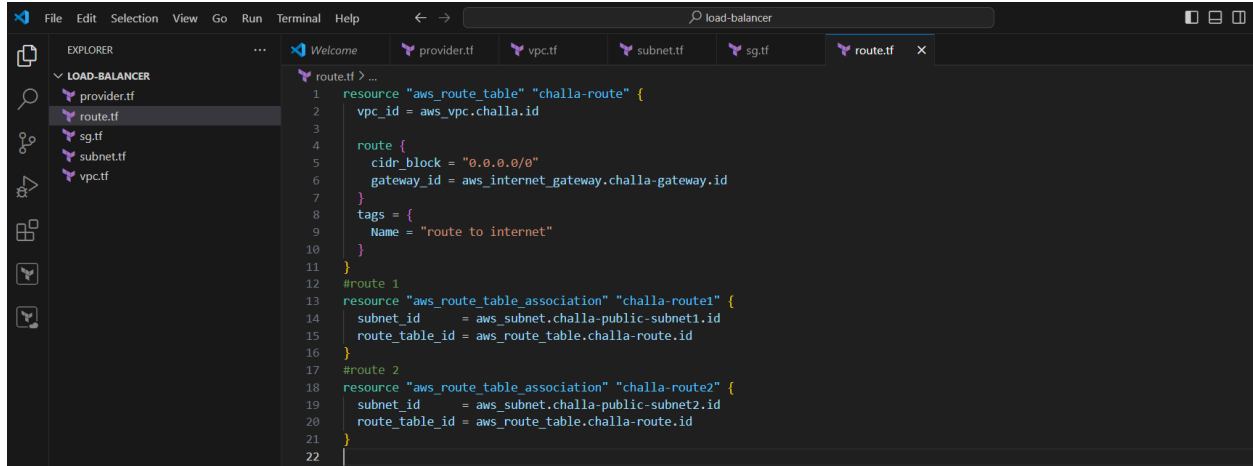 File Edit Selection View Go Run Terminal Help
load-balancer
EXPLORER
LOAD-BALANCER
provider.tf
route.tf
sg.tf
subnet.tf
vpc.tf
Welcome provider.tf vpc.tf subnet.tf sg.tf route.tf
route.tf > ...
1 resource "aws_route_table" "challa-route" {
2   vpc_id = aws_vpc.challa.id
3
4   route {
5     cidr_block = "0.0.0.0/0"
6     gateway_id = aws_internet_gateway.challa-gateway.id
7   }
8   tags = {
9     Name = "route to internet"
10   }
11 }
12 #route 1
13 resource "aws_route_table_association" "challa-route1" {
14   subnet_id      = aws_subnet.challa-public-subnet1.id
15   route_table_id = aws_route_table.challa-route.id
16 }
17 #route 2
18 resource "aws_route_table_association" "challa-route2" {
19   subnet_id      = aws_subnet.challa-public-subnet2.id
20   route_table_id = aws_route_table.challa-route.id
21 }
22